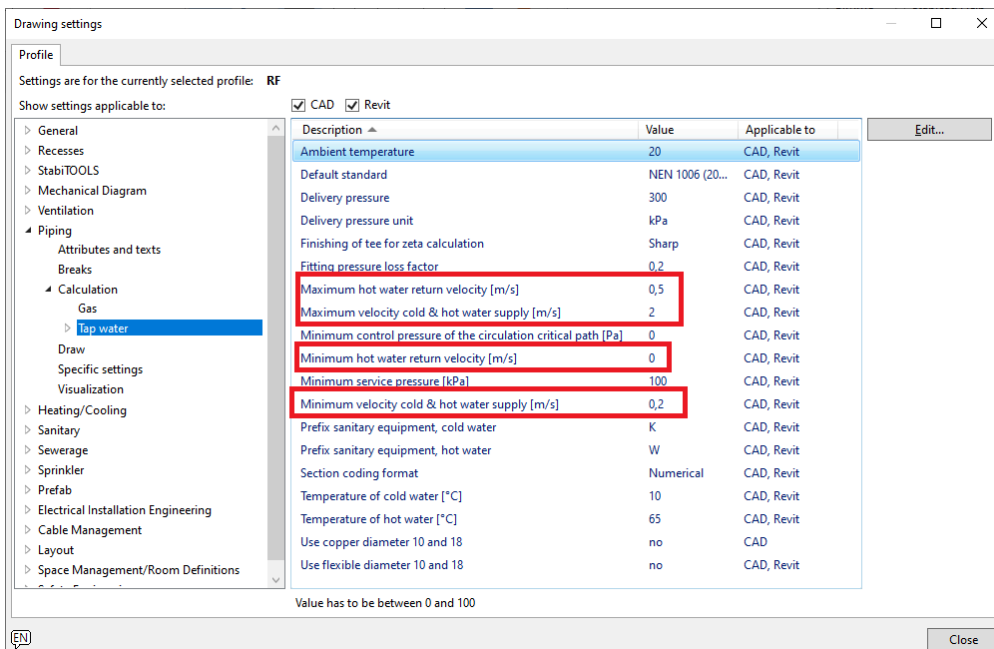 Drawing settings
Profile
Settings are for the currently selected profile: RF
Show settings applicable to:
CAD Revit
General
Recesses
StabiTOOLS
Mechanical Diagram
Ventilation
Piping
Attributes and texts
Breaks
Calculation
Gas
Tap water
Draw
Specific settings
Visualization
Heating/Cooling
Sanitary
Sewerage
Sprinkler
Prefab
Electrical Installation Engineering
Cable Management
Layout
Space Management/Room Definitions
Description Value Applicable to
Ambient temperature 20 CAD, Revit
Default standard NEN 1006 (20... CAD, Revit
Delivery pressure 300 CAD, Revit
Delivery pressure unit kPa CAD, Revit
Finishing of tee for zeta calculation Sharp CAD, Revit
Fitting pressure loss factor 0,2 CAD, Revit
Maximum hot water return velocity [m/s] 0,5 CAD, Revit
Maximum velocity cold & hot water supply [m/s] 2 CAD, Revit
Minimum control pressure of the circulation critical path [Pa] 0 CAD, Revit
Minimum hot water return velocity [m/s] 0 CAD, Revit
Minimum service pressure [kPa] 100 CAD, Revit
Minimum velocity cold & hot water supply [m/s] 0,2 CAD, Revit
Prefix sanitary equipment, cold water K CAD, Revit
Prefix sanitary equipment, hot water W CAD, Revit
Section coding format Numerical CAD, Revit
Temperature of cold water [°C] 10 CAD, Revit
Temperature of hot water [°C] 65 CAD, Revit
Use copper diameter 10 and 18 no CAD
Use flexible diameter 10 and 18 no CAD, Revit
Edit...
Value has to be between 0 and 100
EN
Close